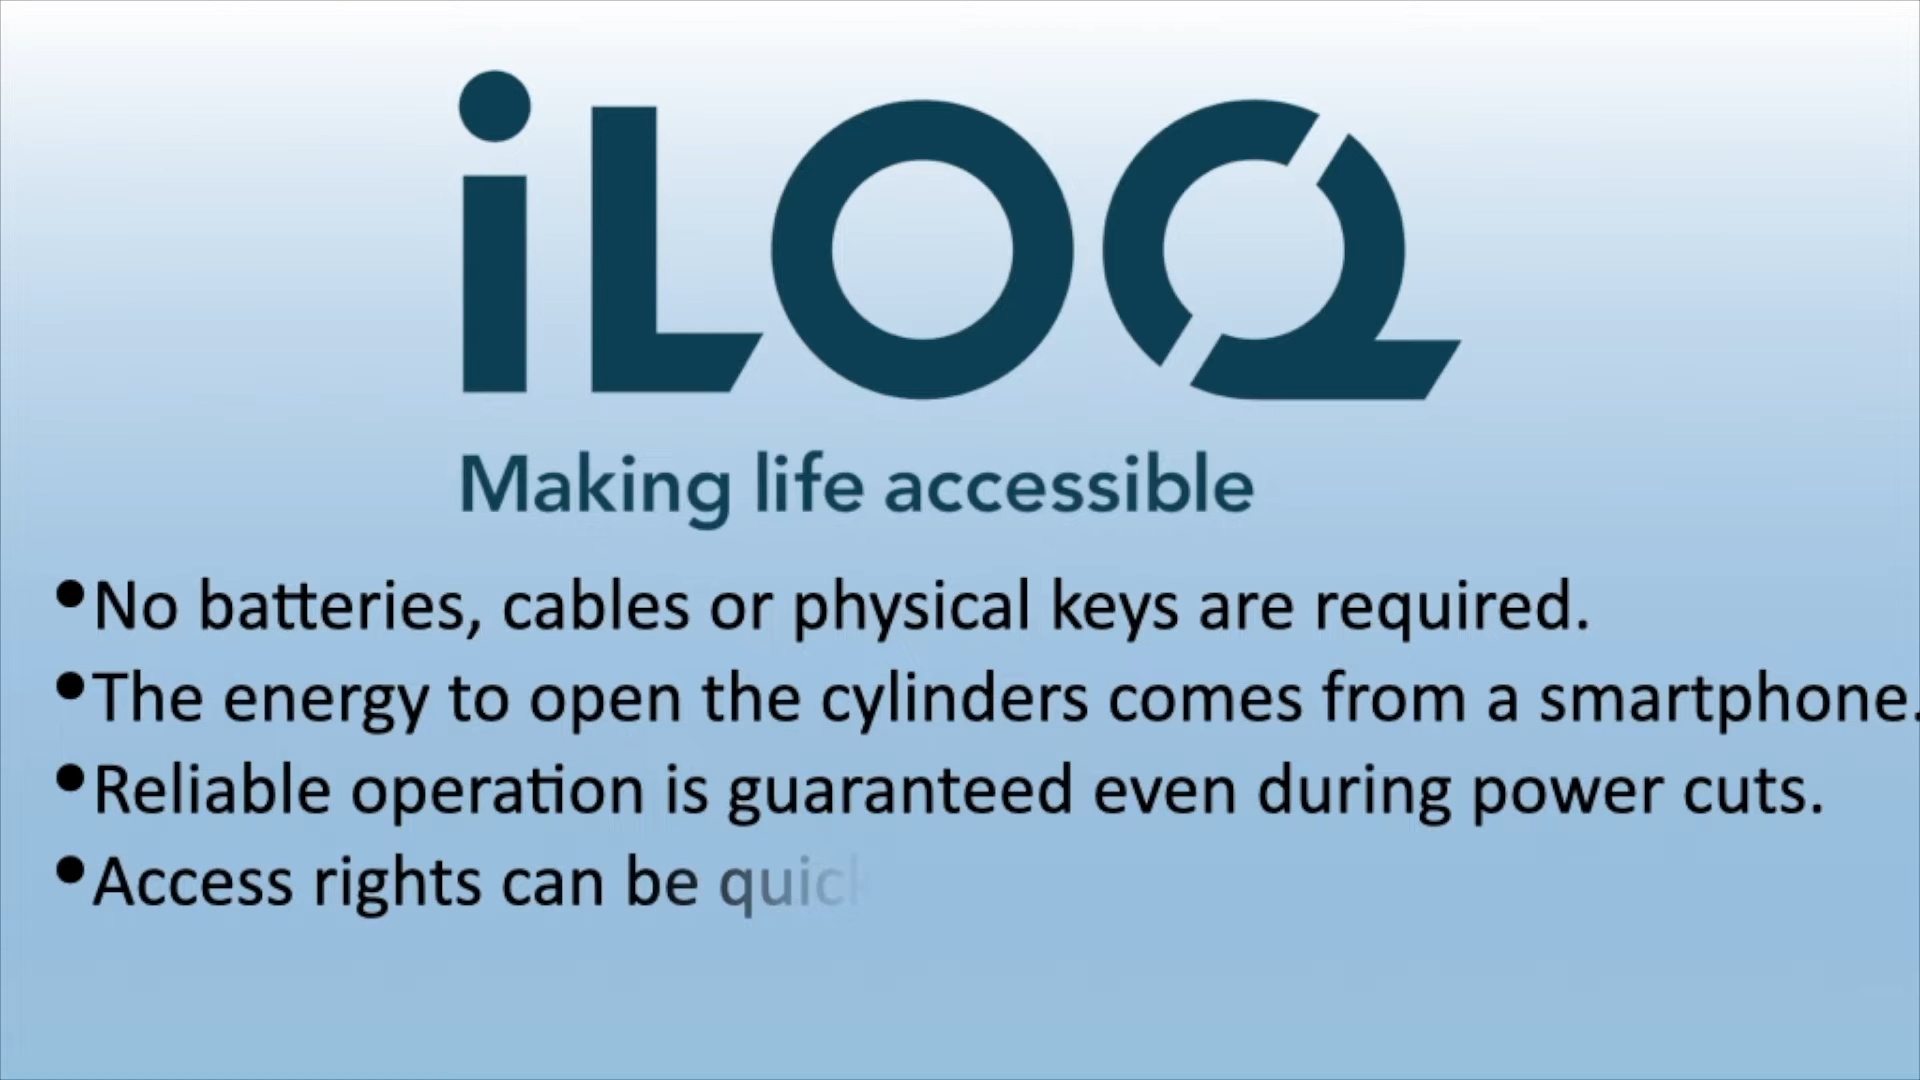 iLOQ
Making life accessible
•No batteries, cables or physical keys are required.
•The energy to open the cylinders comes from a smartphone.
•Reliable operation is guaranteed even during power cuts.
•Access rights can be quick